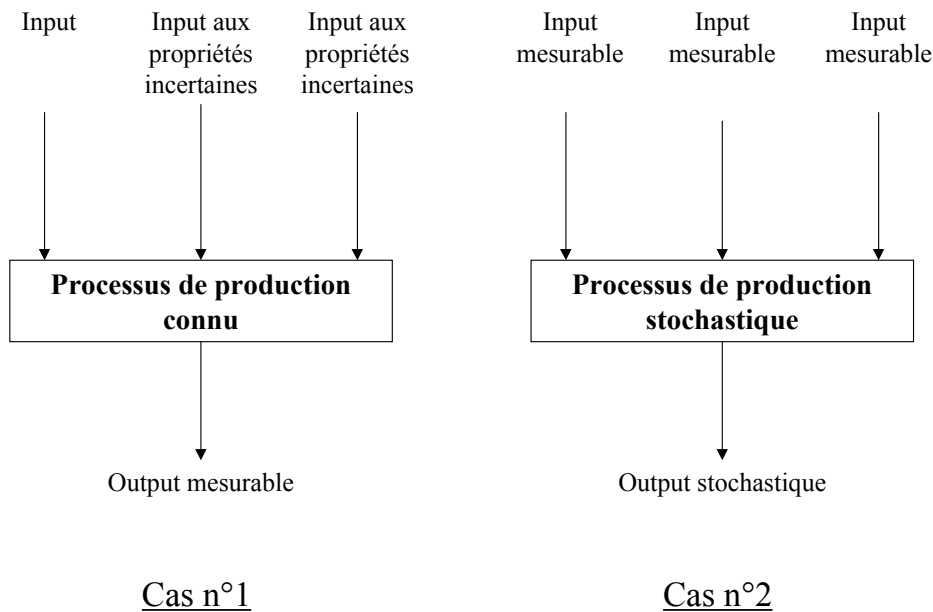 Input
Input aux
propriétés
incertaines
Input aux
propriétés
incertaines
Processus de production
connu
Output mesurable
Cas n°1
Input
mesurable
Input
mesurable
Input
mesurable
Processus de production
stochastique
Output stochastique
Cas n°2